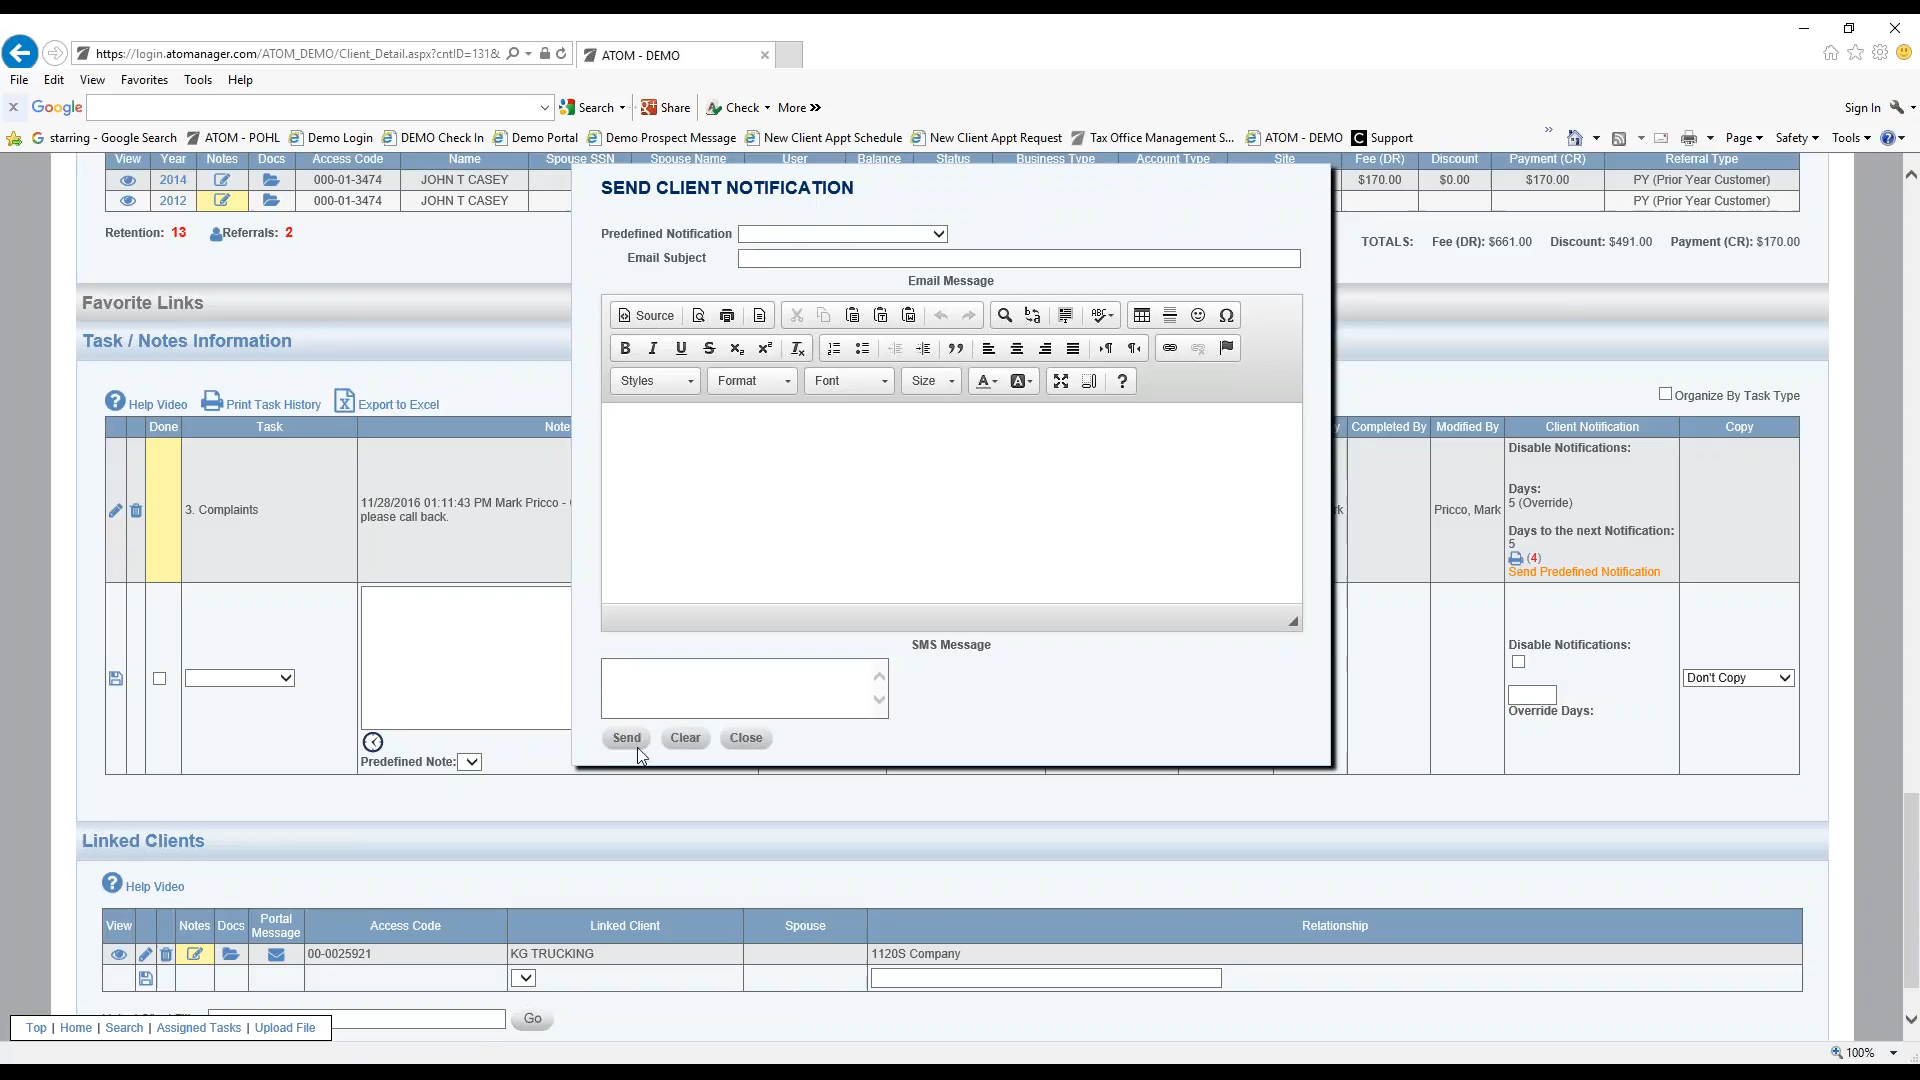 https://login.atomanager.com/ATOM_DEMO/Client_Detail.aspx?cntID=131&
ATOM - DEMO
File Edit View Favorites Tools Help
x Google Search Share Check More »
Sign In
starring - Google Search ATOM - POHL Demo Login DEMO Check In Demo Portal Demo Prospect Message New Client Appt Schedule New Client Appt Request Tax Office Management S... ATOM - DEMO Support
Page Safety Tools
View Year Notes Docs Access Code Name Spouse SSN Spouse Name User Balance Status Business Type Account Type Site Fee (DR) Discount Payment (CR) Referral Type
2014 000-01-3474 JOHN T CASEY $170.00 $0.00 $170.00 PY (Prior Year Customer)
2012 000-01-3474 JOHN T CASEY PY (Prior Year Customer)
Retention: 13 Referrals: 2
TOTALS: Fee (DR): $661.00 Discount: $491.00 Payment (CR): $170.00
SEND CLIENT NOTIFICATION
Predefined Notification
Email Subject
Email Message
Source
Styles Format Font Size
SMS Message
Send Clear Close
Favorite Links
Task / Notes Information
Help Video Print Task History Export to Excel
Organize By Task Type
Done Task Note y Completed By Modified By Client Notification Copy
3. Complaints
11/28/2016 01:11:43 PM Mark Pricco -
please call back.
rk
Pricco, Mark
Disable Notifications:
Days:
5 (Override)
Days to the next Notification:
5
(4)
Send Predefined Notification
Predefined Note:
Disable Notifications:
Override Days:
Don't Copy
Linked Clients
Help Video
View Notes Docs Portal Message Access Code Linked Client Spouse Relationship
00-0025921 KG TRUCKING 1120S Company
Go
Top | Home | Search | Assigned Tasks | Upload File
100%